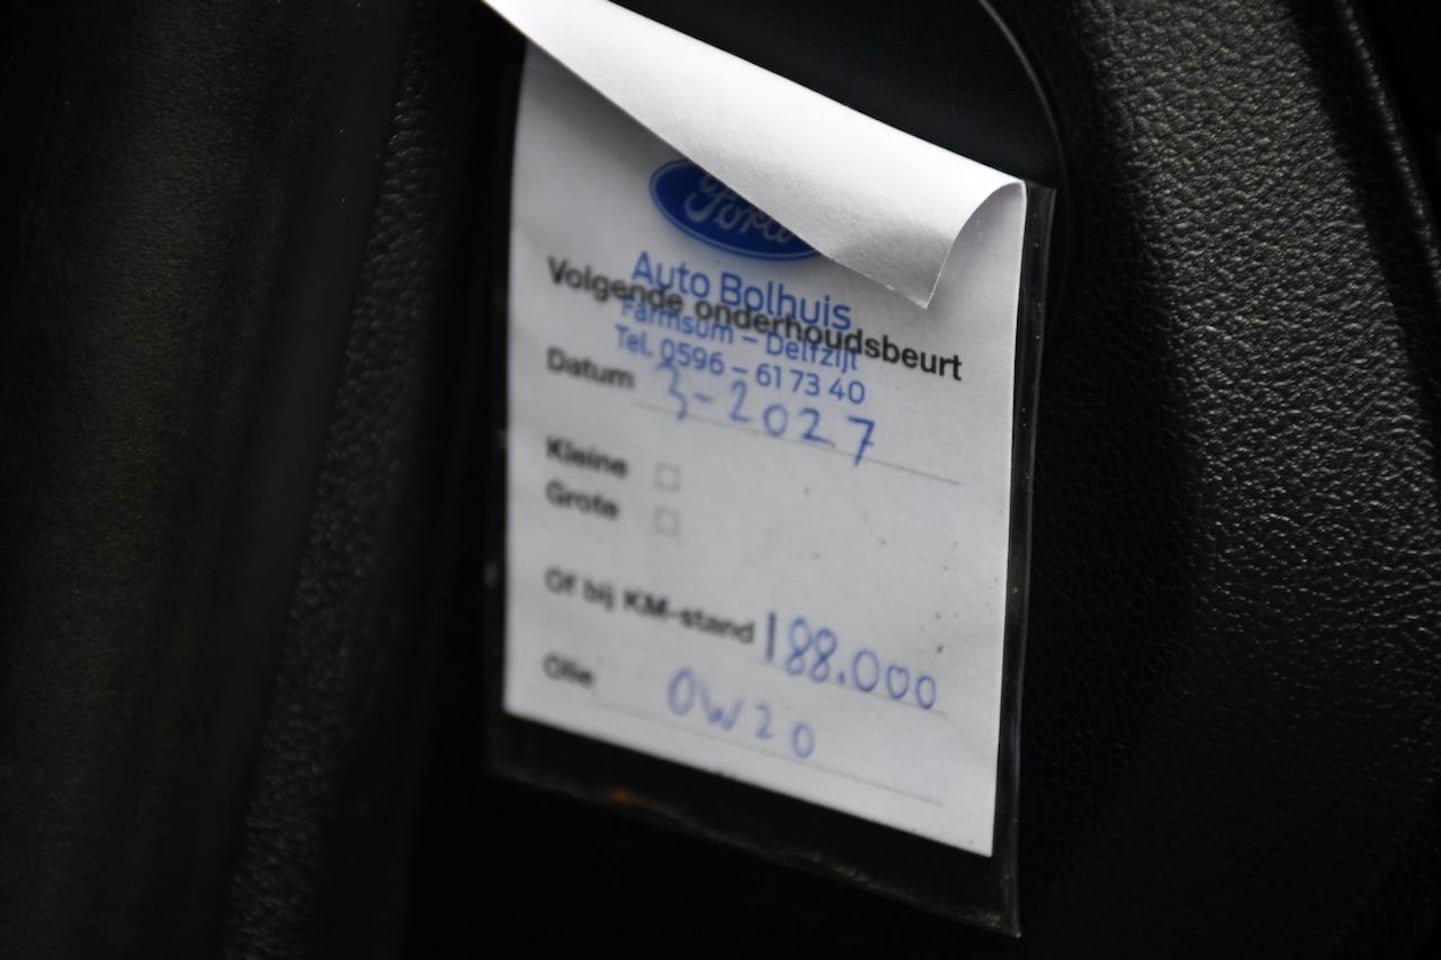 Ford
Auto Bolhuis
Volgende onderhoudsbeurt
Farmsum – Delfzijl
Tel. 0596 – 61 73 40
Datum 3-2027
Kleine
Grote
Of bij KM-stand 188.000
Olie 0W20